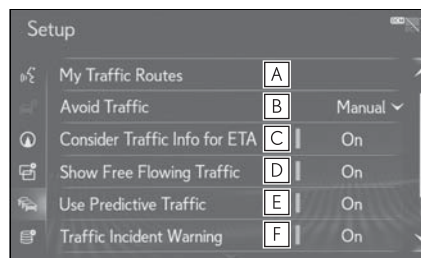 Setup
DCM
My Traffic Routes A
Avoid Traffic B Manual
Consider Traffic Info for ETA C On
Show Free Flowing Traffic D On
Use Predictive Traffic E On
Traffic Incident Warning F On